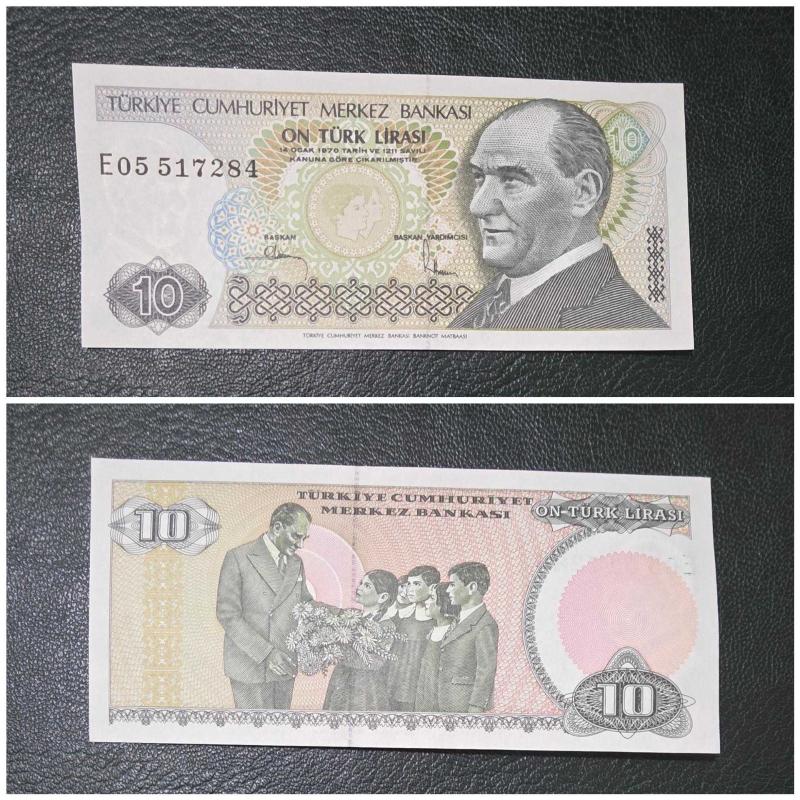 TÜRKİYE CUMHURİYET MERKEZ BANKASI
ON TÜRK LİRASI
14 OCAK 1970 TARİH VE 1211 SAYILI
KANUNA GÖRE ÇIKARILMIŞTIR.
10
E05 517284
BAŞKAN
BAŞKAN YARDIMCISI
10
TÜRKİYE CUMHURİYET MERKEZ BANKASI BANKNOT MATBAASI
TÜRKİYE CUMHURİYET
MERKEZ BANKASI
10
ON TÜRK LİRASI
10